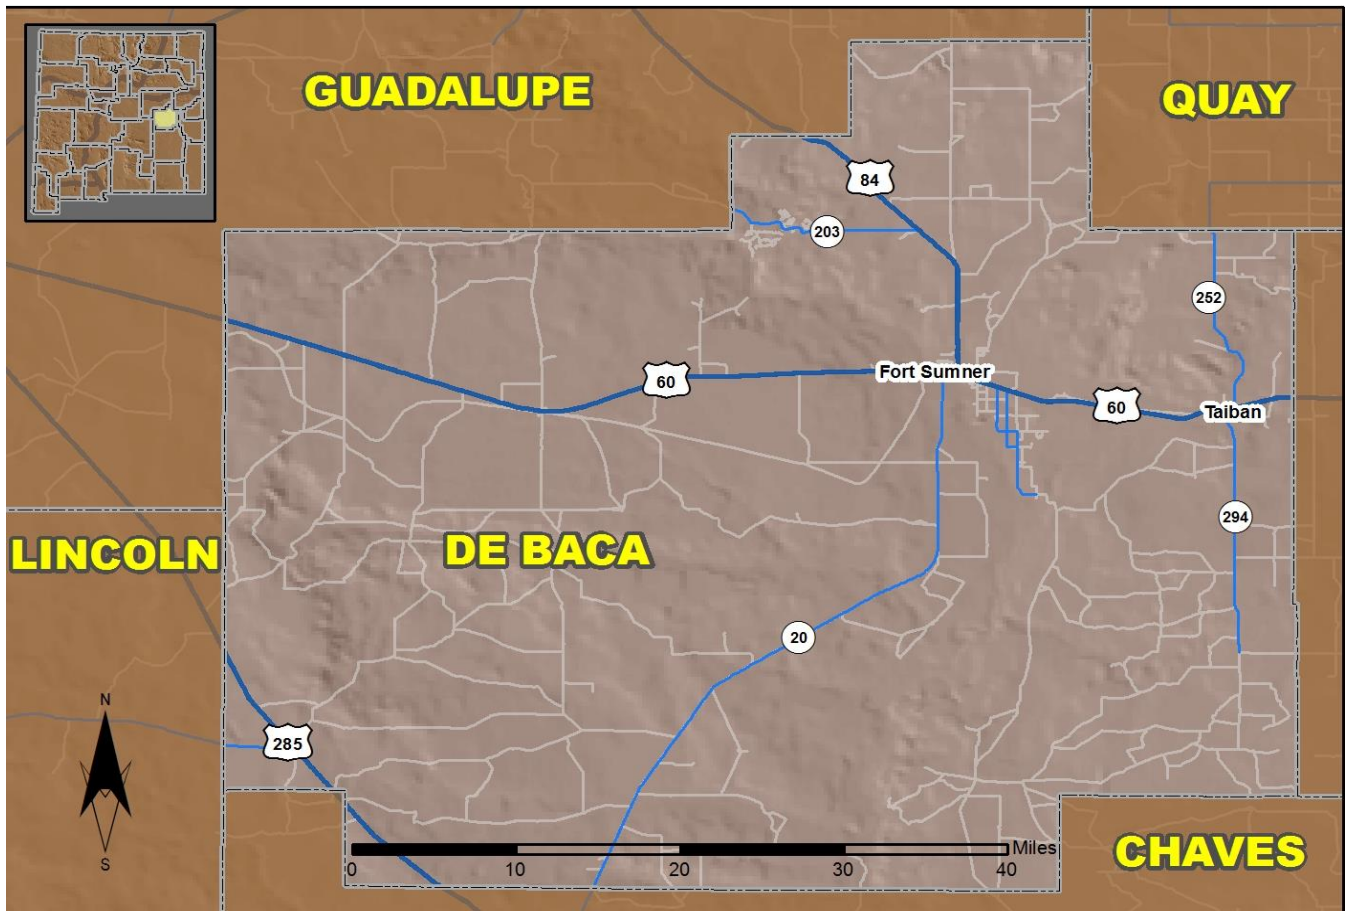 GUADALUPE
QUAY
84
203
252
Fort Sumner
60
60
Taiban
294
LINCOLN
DE BACA
20
N
285
S
Miles
0 10 20 30 40
CHAVES